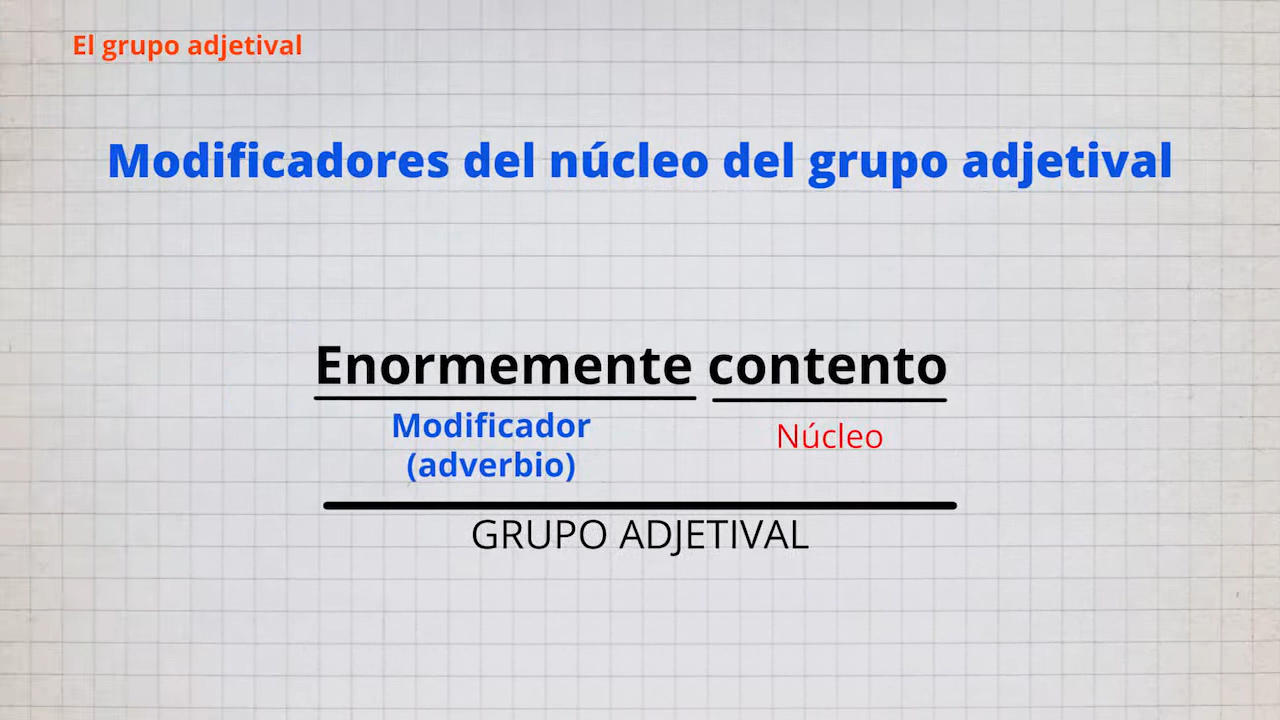 El grupo adjetival
Modificadores del núcleo del grupo adjetival
Enormemente contento
Modificador
(adverbio)
Núcleo
GRUPO ADJETIVAL